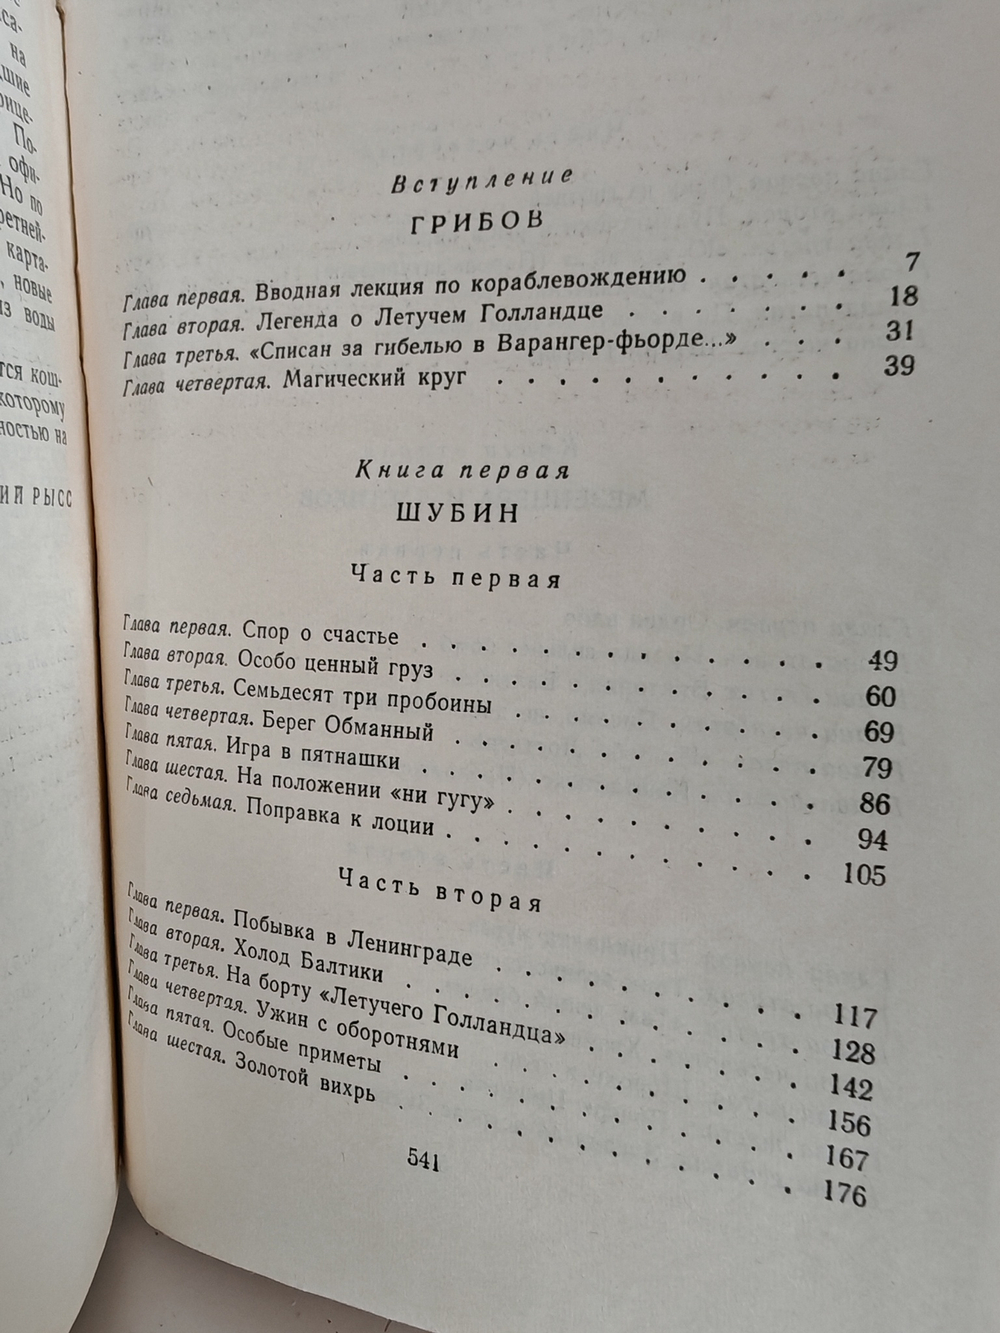 са-
на
шие
рице-
По-
офи-
Но по
ретней-
карта-
, новые
из воды
тся кош-
которому
ностью на
ИЙ РЫСС
Вступление
ГРИБОВ
Глава первая. Вводная лекция по кораблевождению . . . . . 7
Глава вторая. Легенда о Летучем Голландце . . . . . . 18
Глава третья. «Списан за гибелью в Варангер-фьорде...» . . . 31
Глава четвертая. Магический круг . . . . . . . . . . . . 39
Книга первая
ШУБИН
Часть первая
Глава первая. Спор о счастье . . . . . . . . . . . . . . 49
Глава вторая. Особо ценный груз . . . . . . . . . . . . . 60
Глава третья. Семьдесят три пробоины . . . . . . . . . . . 69
Глава четвертая. Берег Обманный . . . . . . . . . . . . . 79
Глава пятая. Игра в пятнашки . . . . . . . . . . . . . . 86
Глава шестая. На положении «ни гугу» . . . . . . . . . . . 94
Глава седьмая. Поправка к лоции . . . . . . . . . . . . . 105
Часть вторая
Глава первая. Побывка в Ленинграде . . . . . . . . . . . 117
Глава вторая. Холод Балтики . . . . . . . . . . . . . . 128
Глава третья. На борту «Летучего Голландца» . . . . . . . . 142
Глава четвертая. Ужин с оборотнями . . . . . . . . . . . 156
Глава пятая. Особые приметы . . . . . . . . . . . . . . 167
Глава шестая. Золотой вихрь . . . . . . . . . . . . . . 176
541